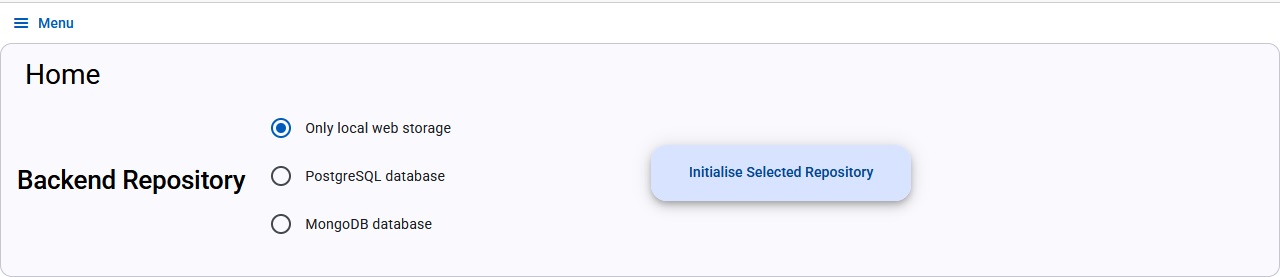 Menu
Home
Only local web storage
Backend Repository
PostgreSQL database
MongoDB database
Initialise Selected Repository